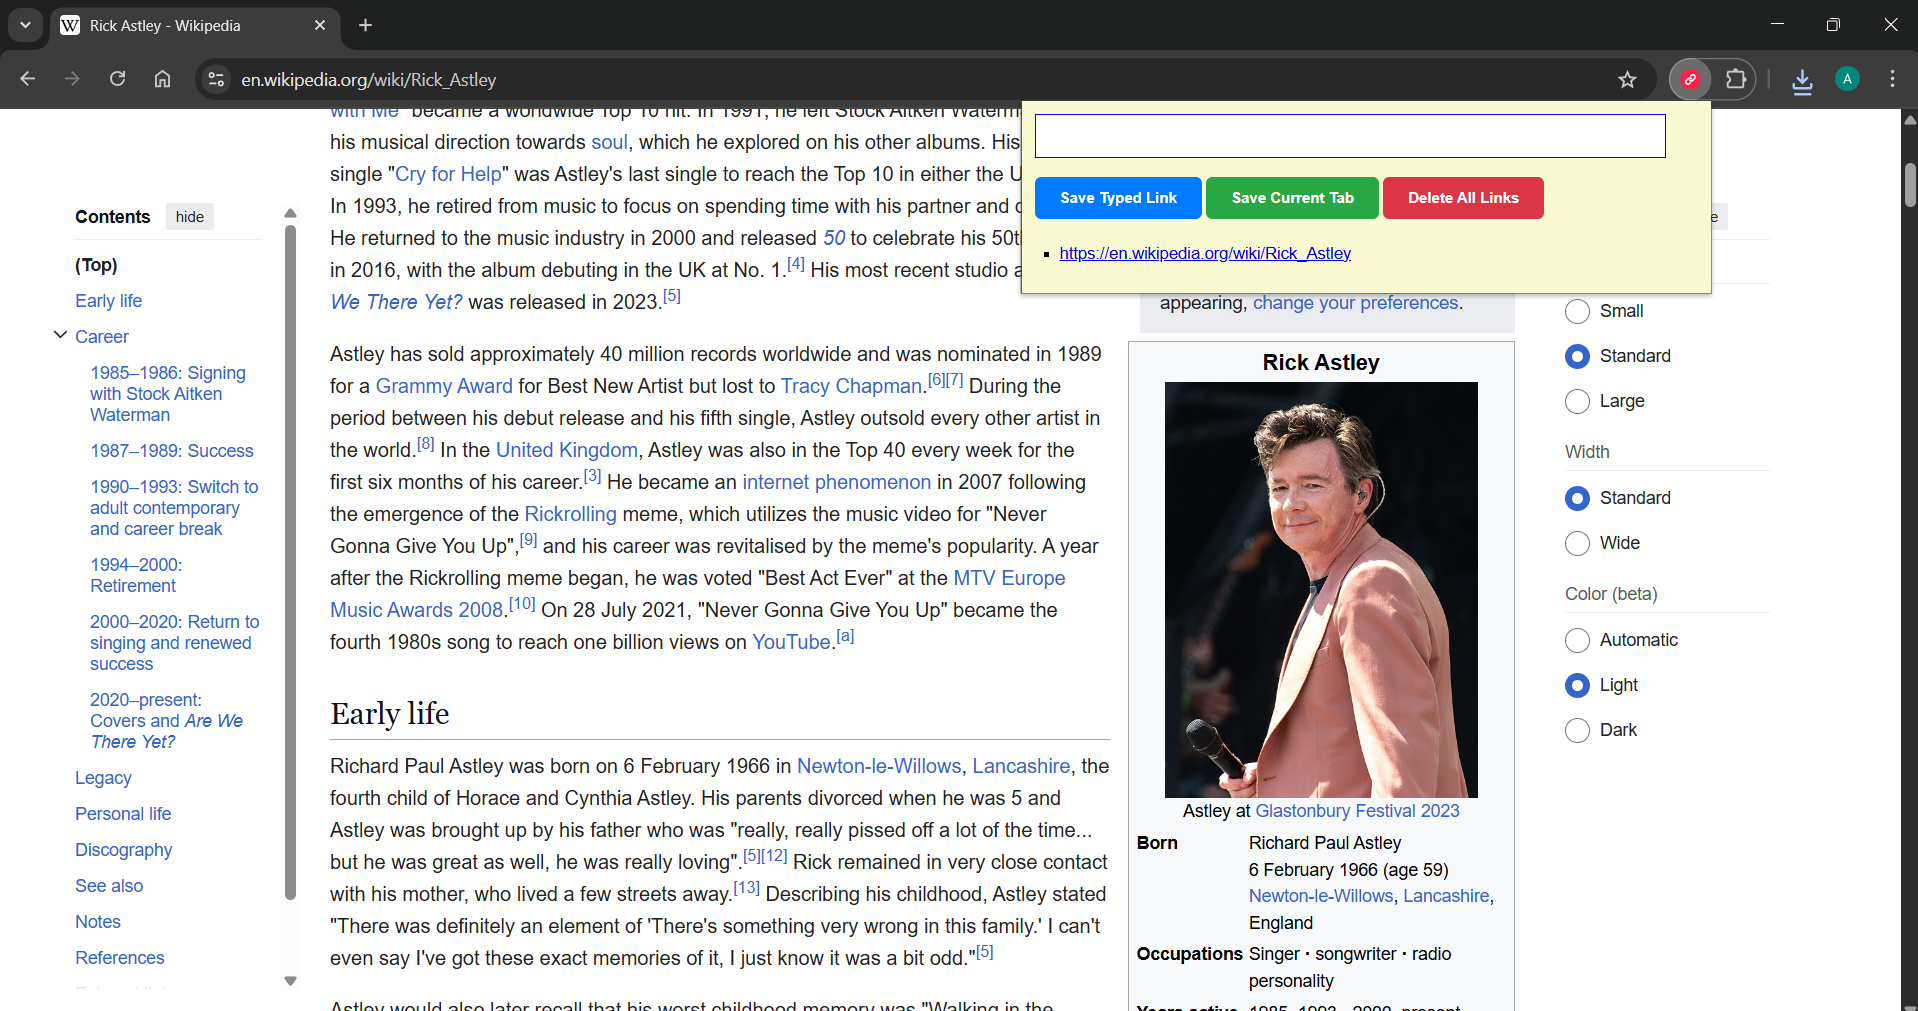 Rick Astley - Wikipedia
en.wikipedia.org/wiki/Rick_Astley
A
Contents
hide
(Top)
Early life
Career
1985–1986: Signing
with Stock Aitken
Waterman
1987–1989: Success
1990–1993: Switch to
adult contemporary
and career break
1994–2000:
Retirement
2000–2020: Return to
singing and renewed
success
2020–present:
Covers and Are We
There Yet?
Legacy
Personal life
Discography
See also
Notes
References
with Me" became a worldwide Top 10 hit. In 1991, he left Stock Aitken
his musical direction towards soul, which he explored on his other albums. His
single "Cry for Help" was Astley's last single to reach the Top 10 in either the
In 1993, he retired from music to focus on spending time with his partner and
He returned to the music industry in 2000 and released 50 to celebrate his
in 2016, with the album debuting in the UK at No. 1.[4] His most recent studio
We There Yet? was released in 2023.[5]
Astley has sold approximately 40 million records worldwide and was nominated in 1989
for a Grammy Award for Best New Artist but lost to Tracy Chapman.[6][7] During the
period between his debut release and his fifth single, Astley outsold every other artist in
the world.[8] In the United Kingdom, Astley was also in the Top 40 every week for the
first six months of his career.[3] He became an internet phenomenon in 2007 following
the emergence of the Rickrolling meme, which utilizes the music video for "Never
Gonna Give You Up",[9] and his career was revitalised by the meme's popularity. A year
after the Rickrolling meme began, he was voted "Best Act Ever" at the MTV Europe
Music Awards 2008.[10] On 28 July 2021, "Never Gonna Give You Up" became the
fourth 1980s song to reach one billion views on YouTube.[a]
Early life
Richard Paul Astley was born on 6 February 1966 in Newton-le-Willows, Lancashire, the
fourth child of Horace and Cynthia Astley. His parents divorced when he was 5 and
Astley was brought up by his father who was "really, really pissed off a lot of the time...
but he was great as well, he was really loving".[5][12] Rick remained in very close contact
with his mother, who lived a few streets away.[13] Describing his childhood, Astley stated
"There was definitely an element of 'There's something very wrong in this family.' I can't
even say I've got these exact memories of it, I just know it was a bit odd."[5]
Astley would also later recall that his worst childhood memory was "Walking in the
Save Typed Link
Save Current Tab
Delete All Links
https://en.wikipedia.org/wiki/Rick_Astley
appearing, change your preferences.
Rick Astley
Astley at Glastonbury Festival 2023
Born Richard Paul Astley
6 February 1966 (age 59)
Newton-le-Willows, Lancashire,
England
Occupations Singer · songwriter · radio
personality
Years active 1985–1993 · 2000–present
Small
Standard
Large
Width
Standard
Wide
Color (beta)
Automatic
Light
Dark